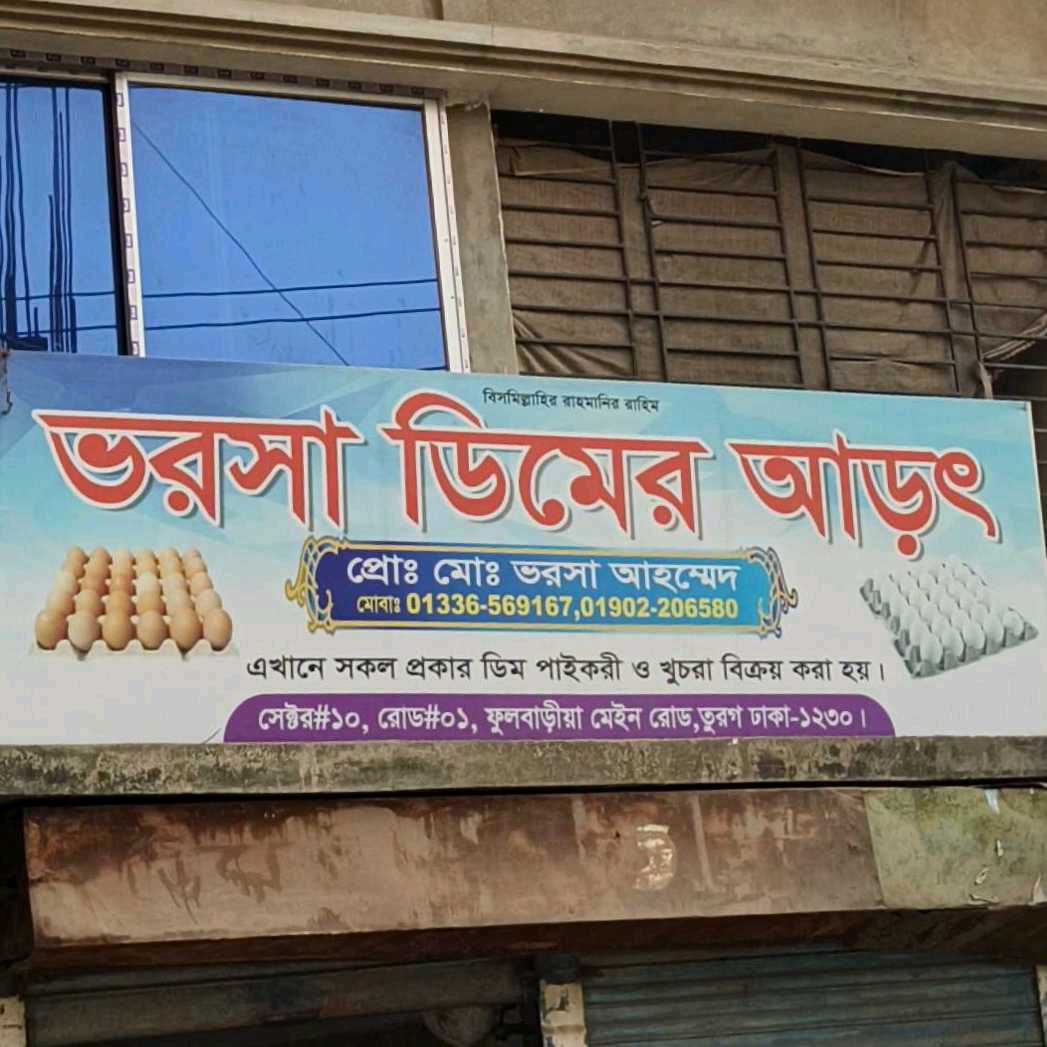 বিসমিল্লাহির রাহমানির রাহিম
ভরসা ডিমের আড়ৎ
প্রোঃ মোঃ ভরসা আহম্মেদ
মোবাঃ 01336-569167,01902-206580
এখানে সকল প্রকার ডিম পাইকরী ও খুচরা বিক্রয় করা হয়।
সেক্টর#১০, রোড#০১, ফুলবাড়ীয়া মেইন রোড,তুরগ ঢাকা-১২৩০।